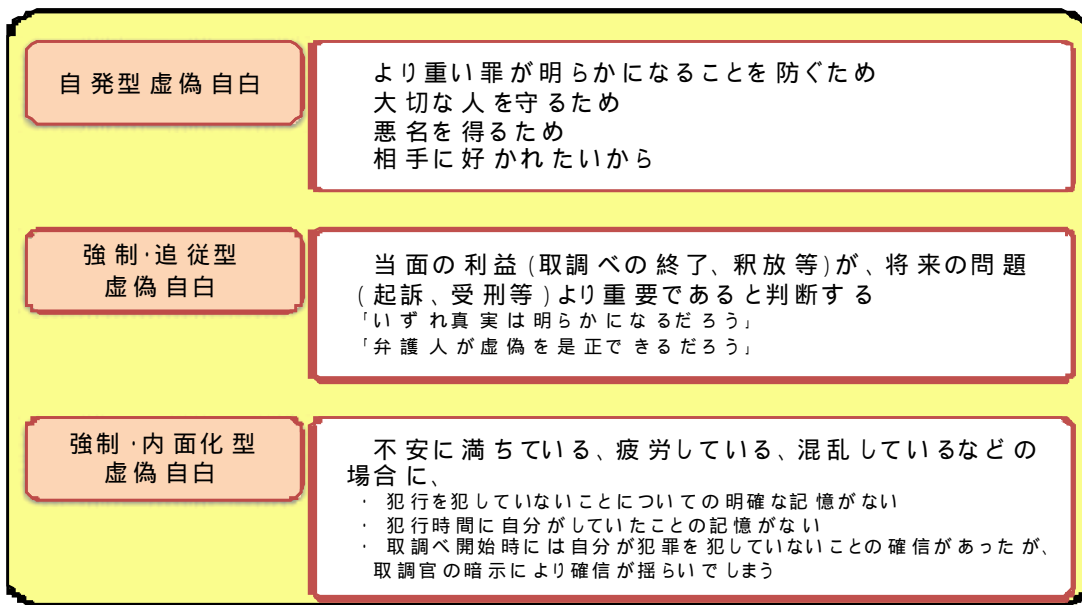 自発型虚偽自白
より重い罪が明らかになることを防ぐため
大切な人を守るため
悪名を得るため
相手に好かれたいから
強制・追従型
虚偽自白
当面の利益(取調べの終了、釈放等)が、将来の問題
(起訴、受刑等)より重要であると判断する
「いずれ真実は明らかになるだろう」
「弁護人が虚偽を是正できるだろう」
強制・内面化型
虚偽自白
不安に満ちている、疲労している、混乱しているなどの
場合に、
・ 犯行を犯していないことについての明確な記憶がない
・ 犯行時間に自分がしていたことの記憶がない
・ 取調べ開始時には自分が犯罪を犯していないことの確信があったが、
取調官の暗示により確信が揺らいでしまう